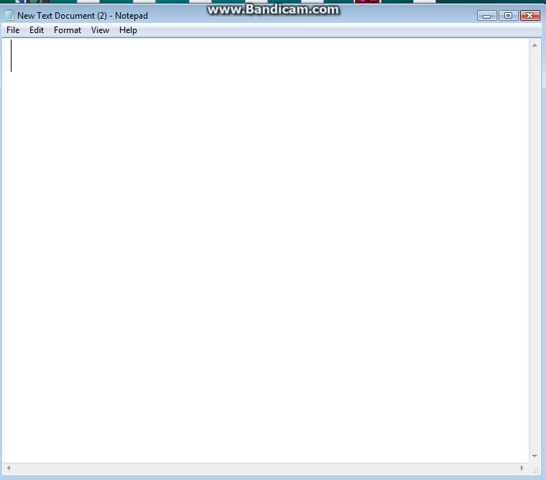 www.Bandicam.com
New Text Document (2) - Notepad
File Edit Format View Help